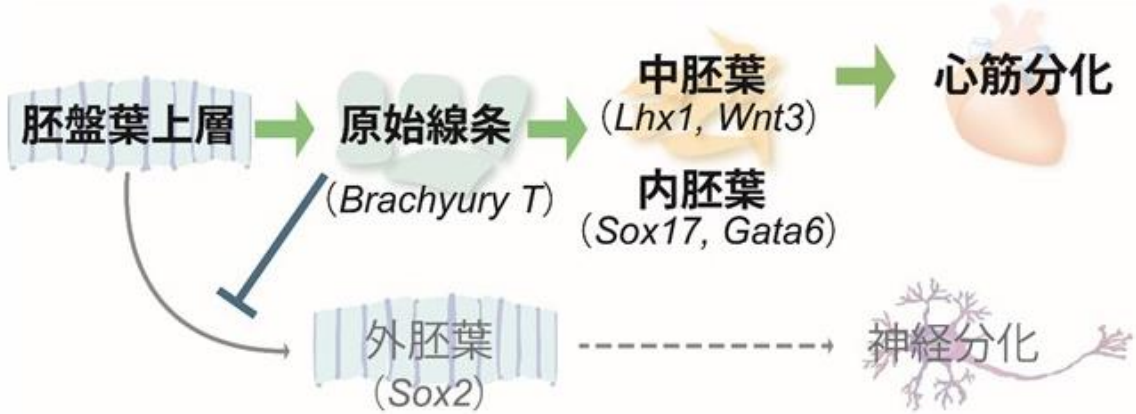 胚盤葉上層
原始線条
(Brachyury T)
中胚葉
(Lhx1, Wnt3)
内胚葉
(Sox17, Gata6)
心筋分化
外胚葉
(Sox2)
神経分化